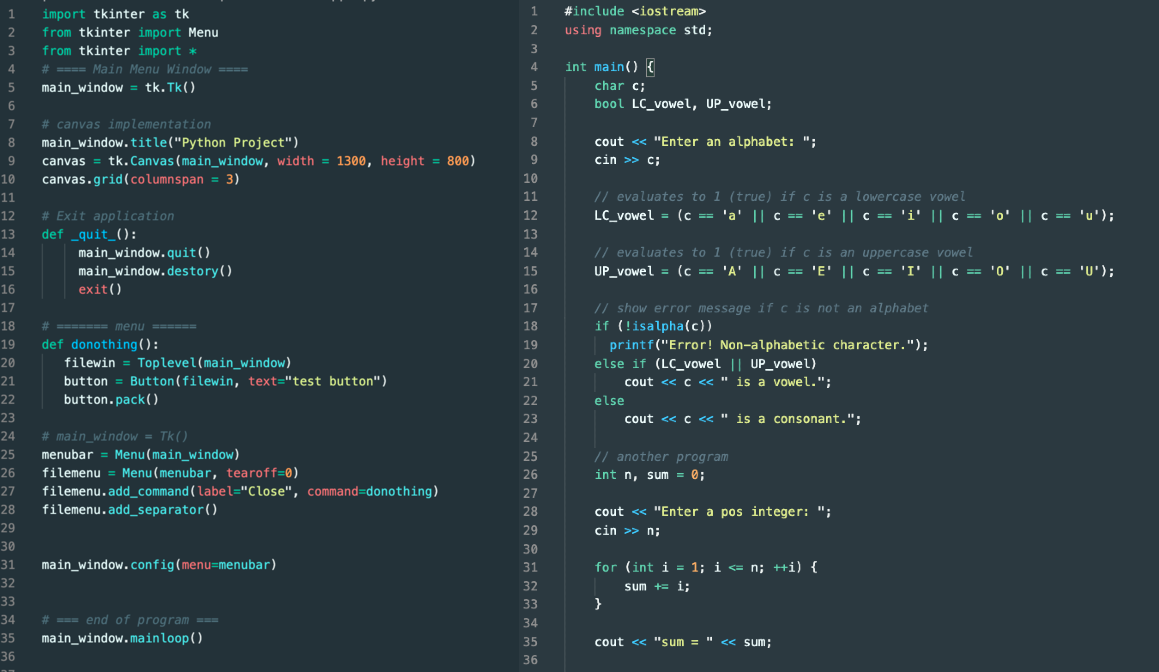 1 import tkinter as tk
2 from tkinter import Menu
3 from tkinter import *
4 # ==== Main Menu Window ====
5 main_window = tk.Tk()
6
7 # canvas implementation
8 main_window.title("Python Project")
9 canvas = tk.Canvas(main_window, width = 1300, height = 800)
10 canvas.grid(columnspan = 3)
11
12 # Exit application
13 def _quit_():
14 main_window.quit()
15 main_window.destory()
16 exit()
17
18 # ======= menu ======
19 def donothing():
20 filewin = Toplevel(main_window)
21 button = Button(filewin, text="test button")
22 button.pack()
23
24 # main_window = Tk()
25 menubar = Menu(main_window)
26 filemenu = Menu(menubar, tearoff=0)
27 filemenu.add_command(label="Close", command=donothing)
28 filemenu.add_separator()
29
30
31 main_window.config(menu=menubar)
32
33
34 # === end of program ===
35 main_window.mainloop()
36
1 #include <iostream>
2 using namespace std;
3
4 int main() {
5 char c;
6 bool LC_vowel, UP_vowel;
7
8 cout << "Enter an alphabet: ";
9 cin >> c;
10
11 // evaluates to 1 (true) if c is a lowercase vowel
12 LC_vowel = (c == 'a' || c == 'e' || c == 'i' || c == 'o' || c == 'u');
13
14 // evaluates to 1 (true) if c is an uppercase vowel
15 UP_vowel = (c == 'A' || c == 'E' || c == 'I' || c == 'O' || c == 'U');
16
17 // show error message if c is not an alphabet
18 if (!isalpha(c))
19 printf("Error! Non-alphabetic character.");
20 else if (LC_vowel || UP_vowel)
21 cout << c << " is a vowel.";
22 else
23 cout << c << " is a consonant.";
24
25 // another program
26 int n, sum = 0;
27
28 cout << "Enter a pos integer: ";
29 cin >> n;
30
31 for (int i = 1; i <= n; ++i) {
32 sum += i;
33 }
34
35 cout << "sum = " << sum;
36